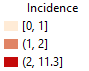 Incidence
[0, 1]
(1, 2]
(2, 11.3]